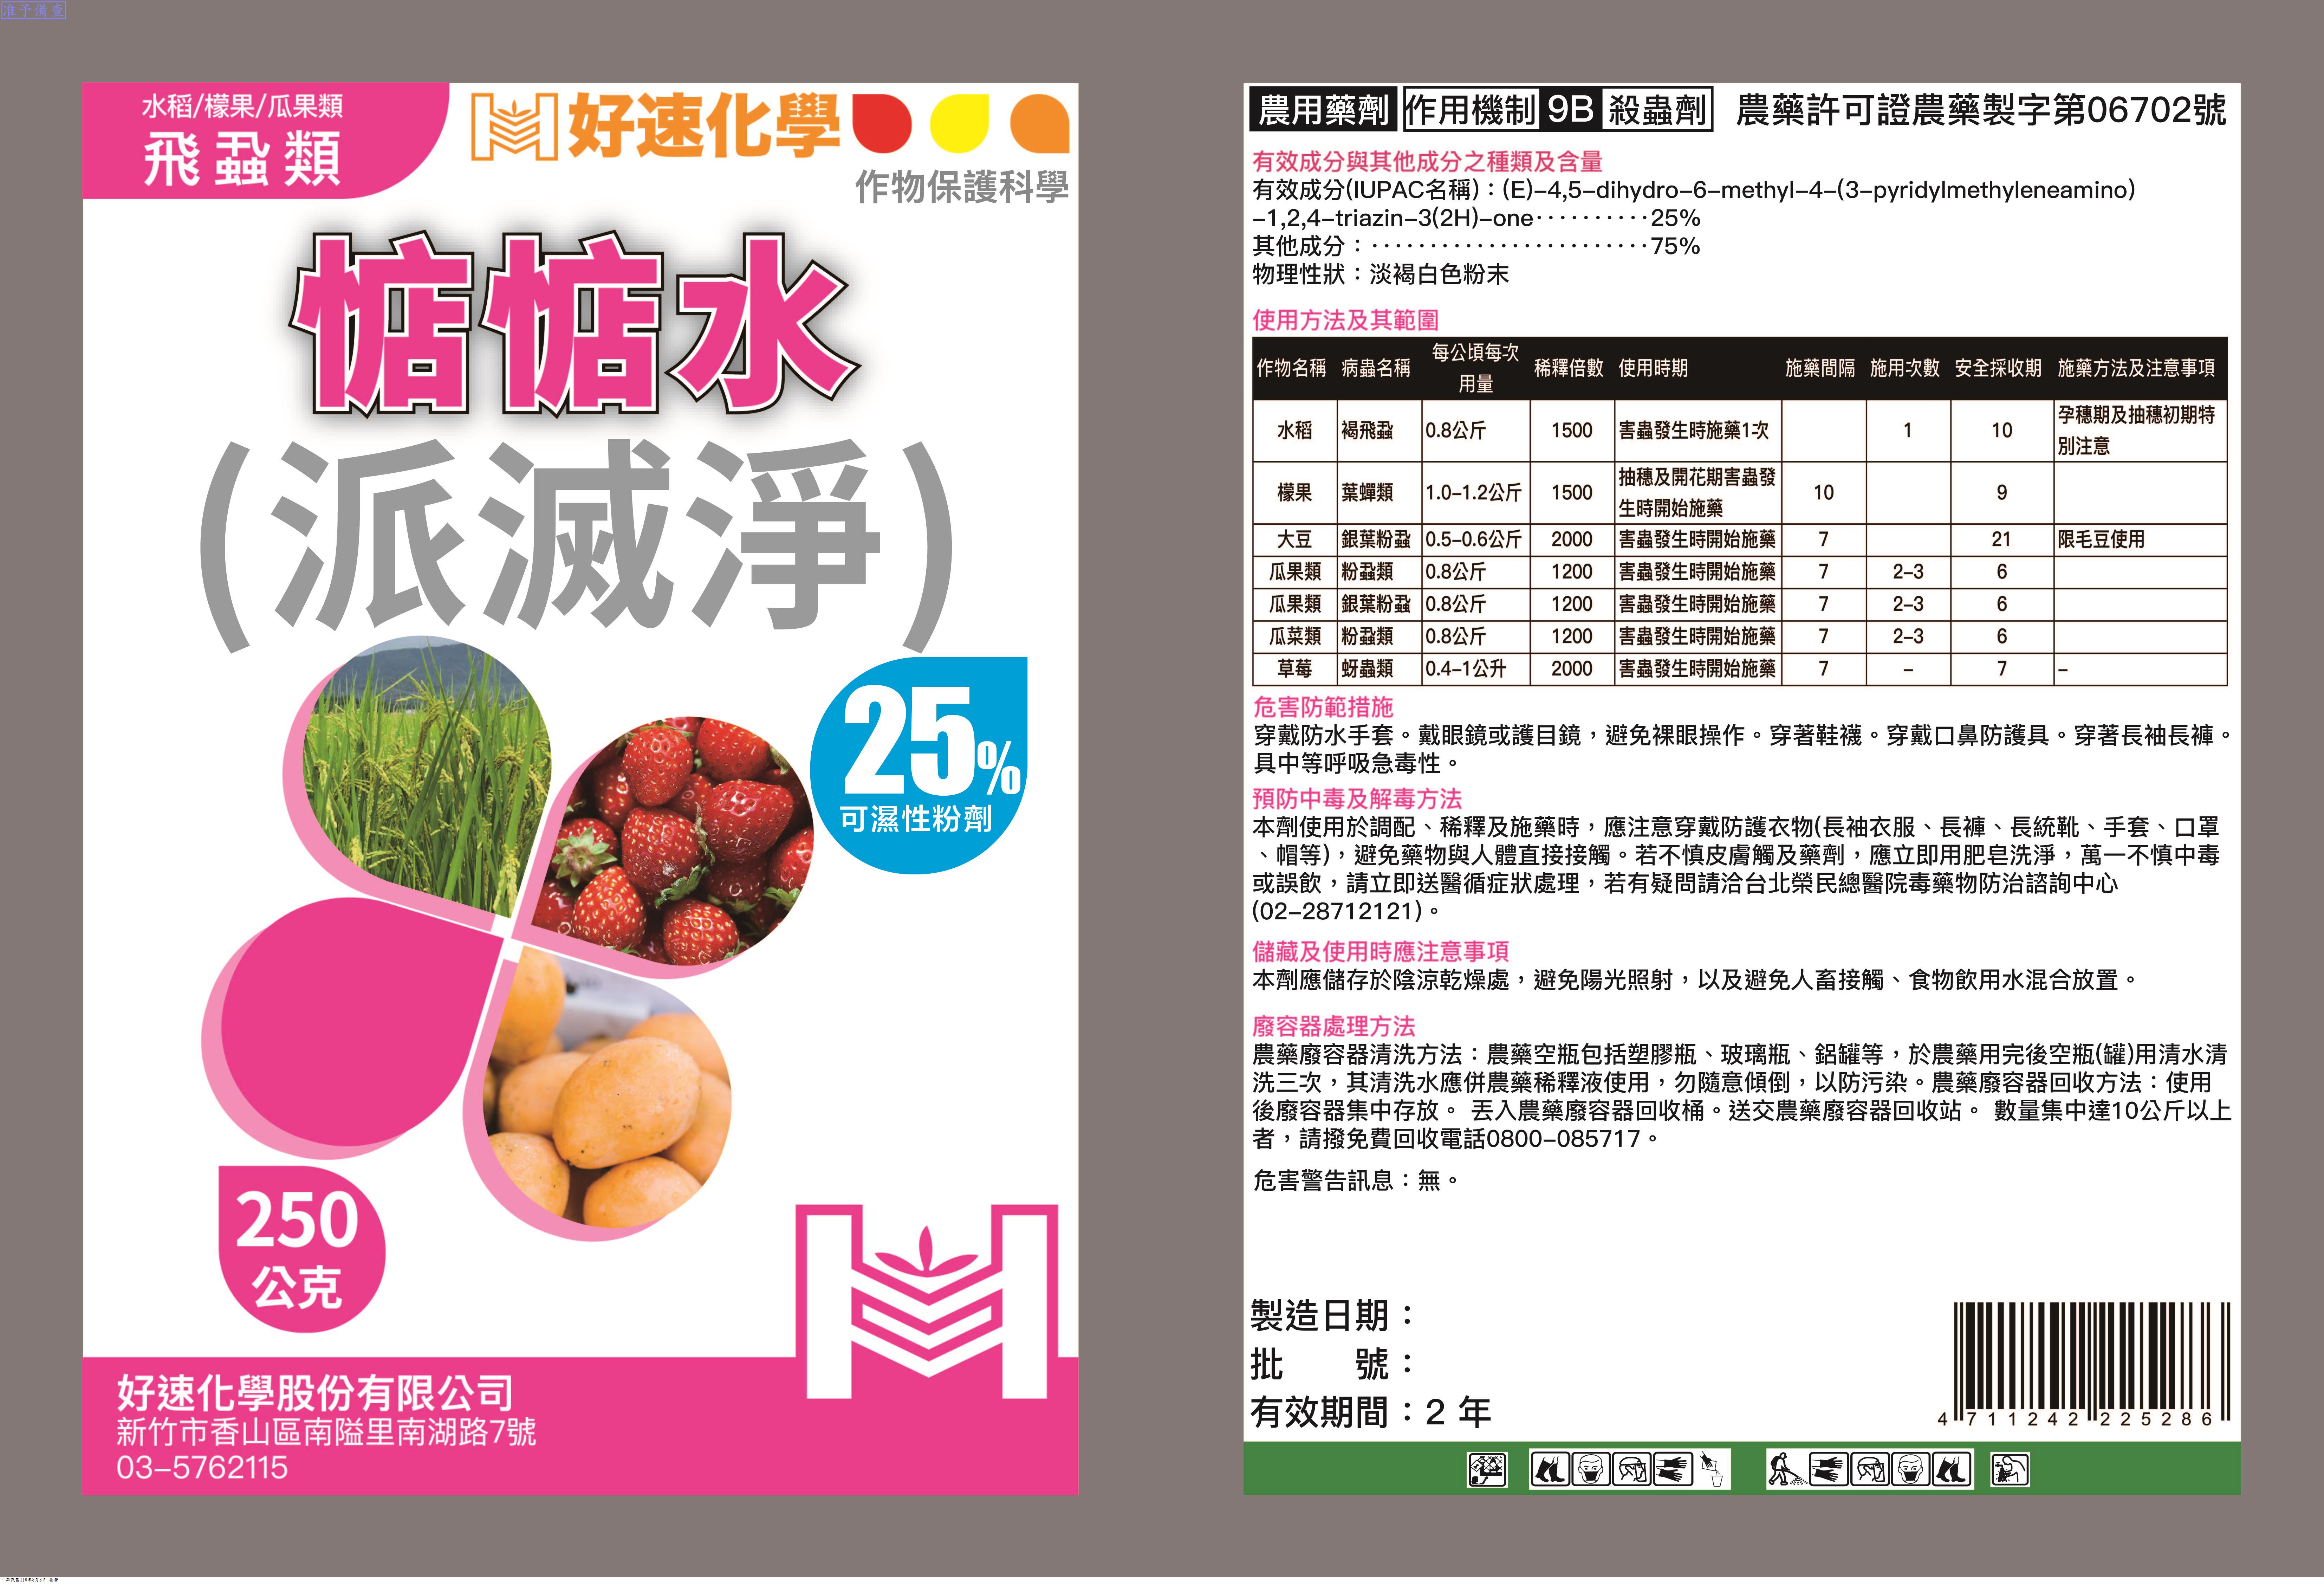 准予備查
水稻/檬果/瓜果類
飛蝨類
好速化學
作物保護科學
惦惦水
(派滅淨)
25%
可濕性粉劑
250
公克
好速化學股份有限公司
新竹市香山區南隘里南湖路7號
03-5762115
農用藥劑 作用機制 9B 殺蟲劑 農藥許可證農藥製字第06702號
有效成分與其他成分之種類及含量
有效成分(IUPAC名稱)：(E)-4,5-dihydro-6-methyl-4-(3-pyridylmethyleneamino)
-1,2,4-triazin-3(2H)-one··········25%
其他成分：························75%
物理性狀：淡褐白色粉末
使用方法及其範圍
作物名稱 病蟲名稱 每公頃每次用量 稀釋倍數 使用時期 施藥間隔 施用次數 安全採收期 施藥方法及注意事項
水稻 褐飛蝨 0.8公斤 1500 害蟲發生時施藥1次 1 10 孕穗期及抽穗初期特別注意
檬果 葉蟬類 1.0-1.2公斤 1500 抽穗及開花期害蟲發生時開始施藥 10 9
大豆 銀葉粉蝨 0.5-0.6公斤 2000 害蟲發生時開始施藥 7 21 限毛豆使用
瓜果類 粉蝨類 0.8公斤 1200 害蟲發生時開始施藥 7 2-3 6
瓜果類 銀葉粉蝨 0.8公斤 1200 害蟲發生時開始施藥 7 2-3 6
瓜菜類 粉蝨類 0.8公斤 1200 害蟲發生時開始施藥 7 2-3 6
草莓 蚜蟲類 0.4-1公升 2000 害蟲發生時開始施藥 7 - 7 -
危害防範措施
穿戴防水手套。戴眼鏡或護目鏡，避免裸眼操作。穿著鞋襪。穿戴口鼻防護具。穿著長袖長褲。
具中等呼吸急毒性。
預防中毒及解毒方法
本劑使用於調配、稀釋及施藥時，應注意穿戴防護衣物(長袖衣服、長褲、長統靴、手套、口罩
、帽等)，避免藥物與人體直接接觸。若不慎皮膚觸及藥劑，應立即用肥皂洗淨，萬一不慎中毒
或誤飲，請立即送醫循症狀處理，若有疑問請洽台北榮民總醫院毒藥物防治諮詢中心
(02-28712121)。
儲藏及使用時應注意事項
本劑應儲存於陰涼乾燥處，避免陽光照射，以及避免人畜接觸、食物飲用水混合放置。
廢容器處理方法
農藥廢容器清洗方法：農藥空瓶包括塑膠瓶、玻璃瓶、鋁罐等，於農藥用完後空瓶(罐)用清水清
洗三次，其清洗水應併農藥稀釋液使用，勿隨意傾倒，以防污染。農藥廢容器回收方法：使用
後廢容器集中存放。 丟入農藥廢容器回收桶。送交農藥廢容器回收站。 數量集中達10公斤以上
者，請撥免費回收電話0800-085717。
危害警告訊息：無。
製造日期：
批　　號：
有效期間：2 年
4 711242 225286